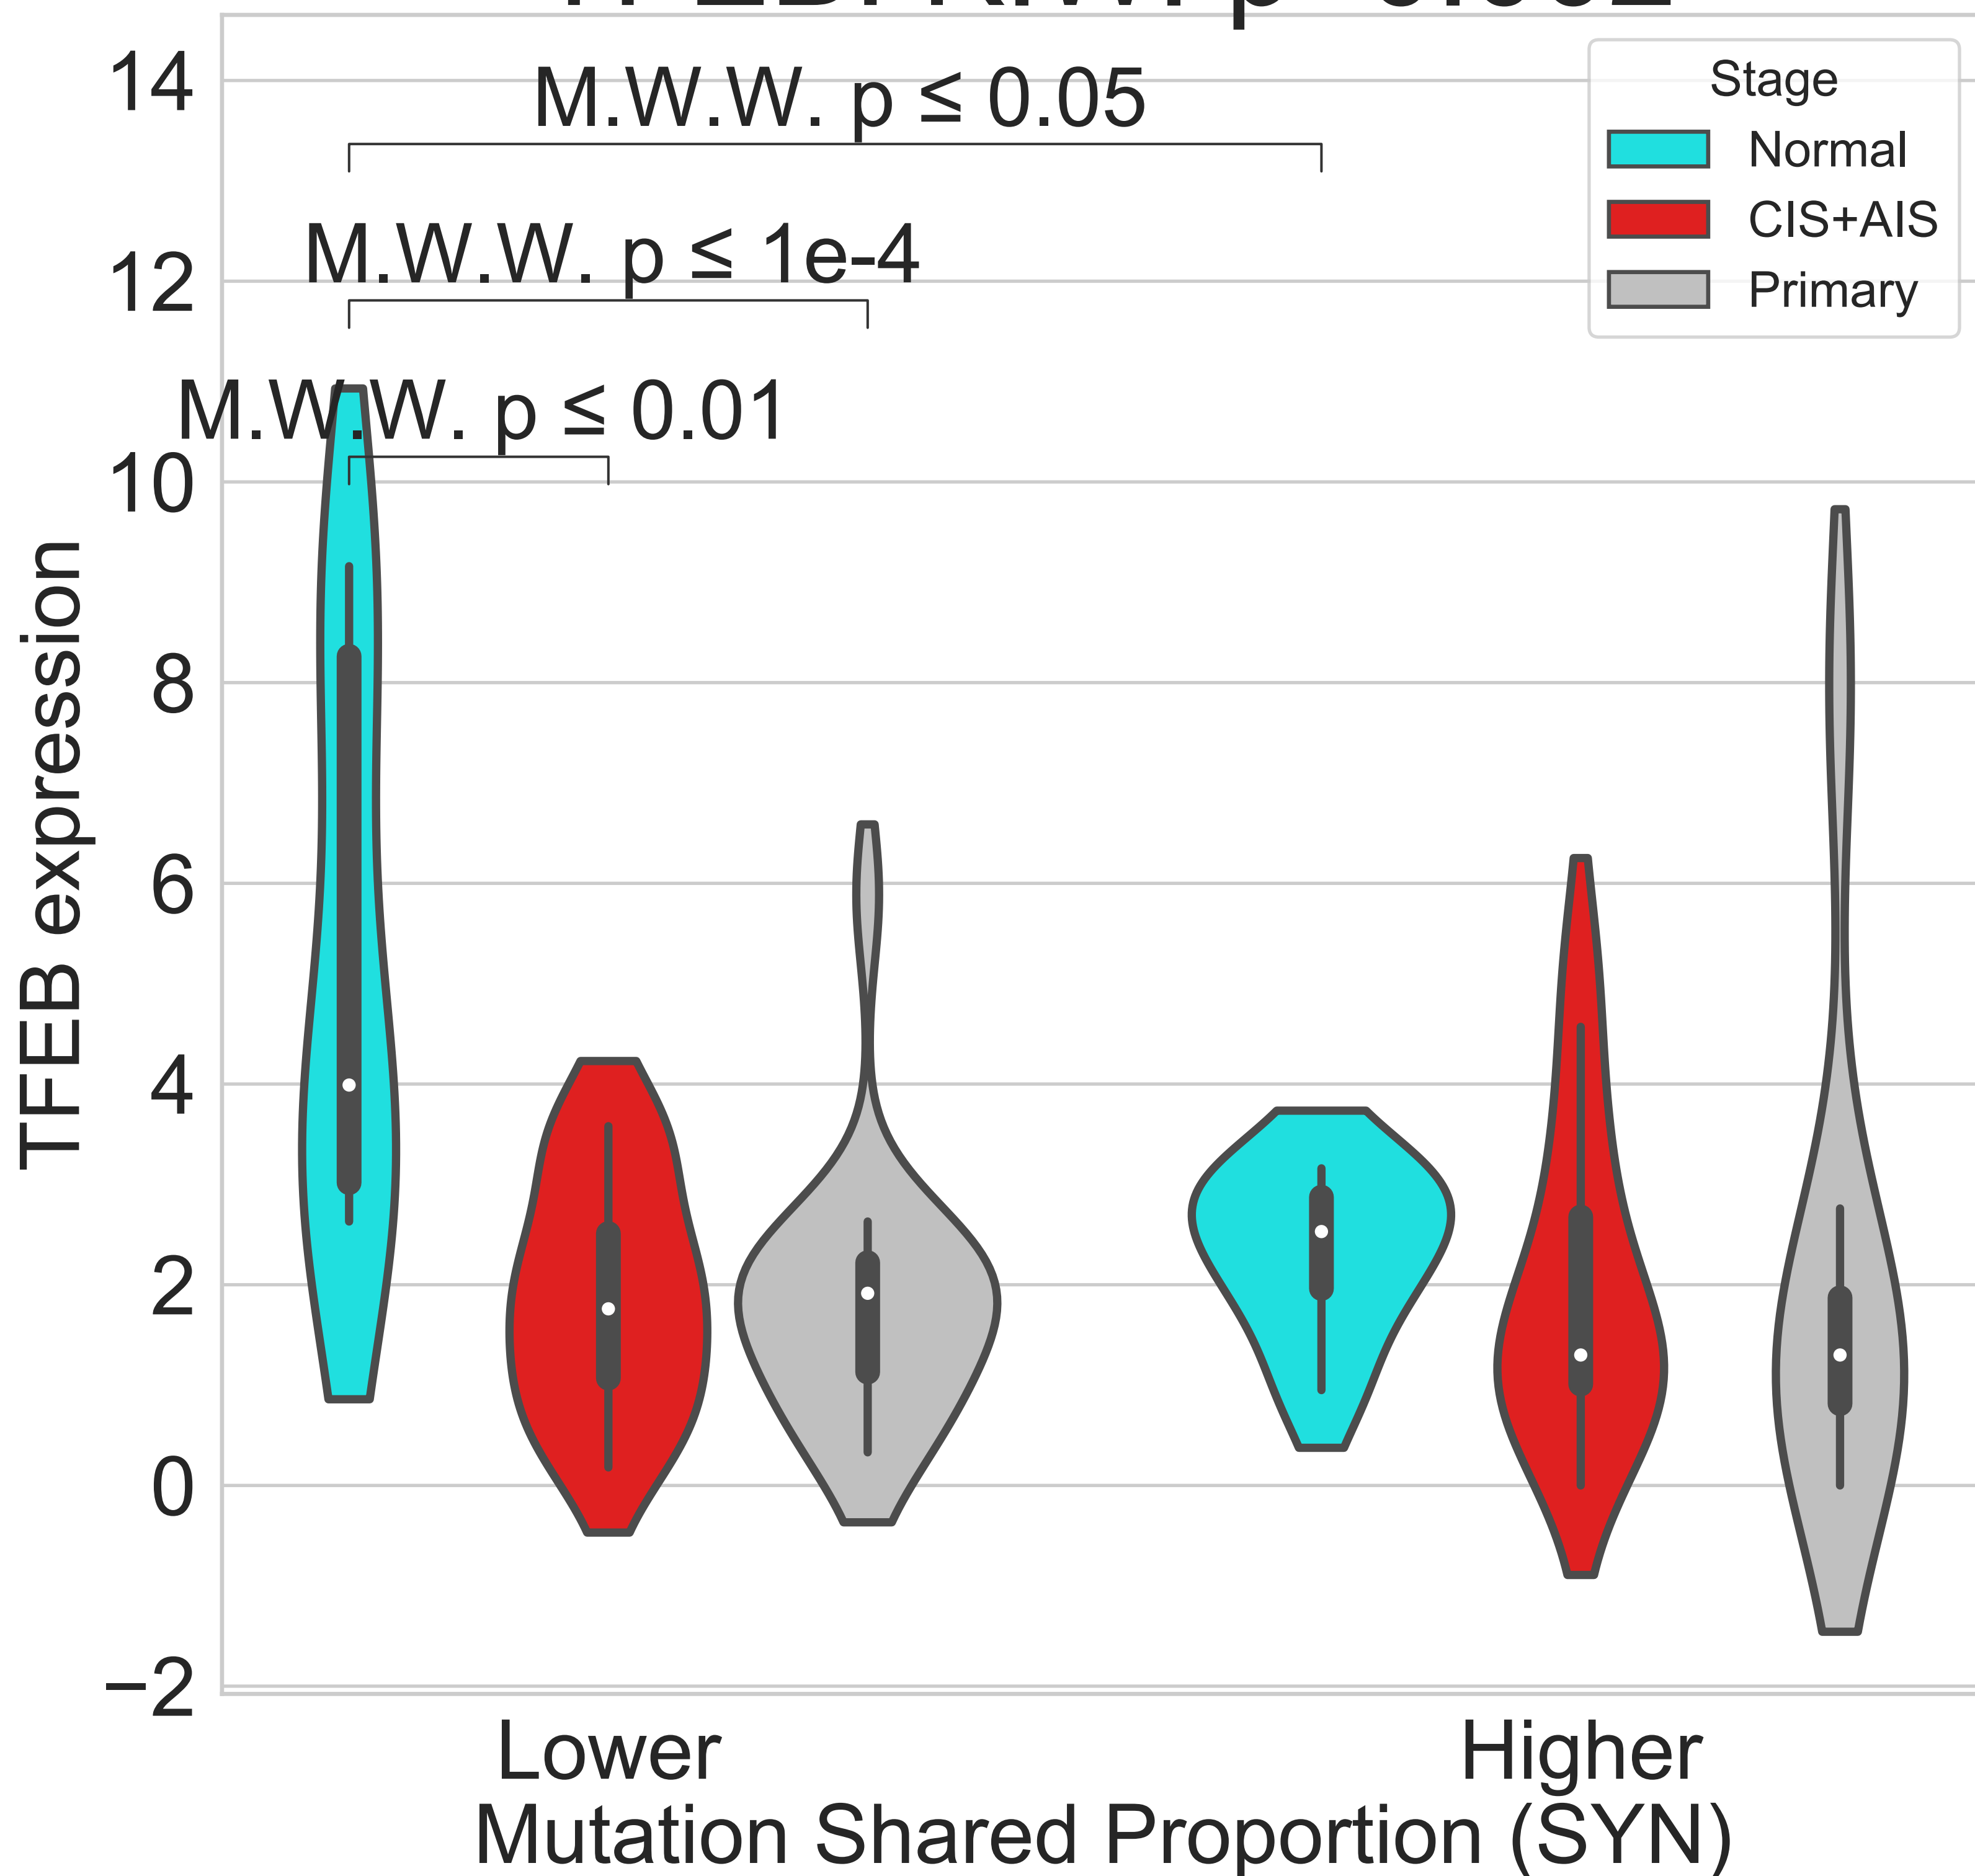 M.W.W. p ≤ 0.05
M.W.W. p ≤ 1e-4
M.W.W. p ≤ 0.01
Stage
Normal
CIS+AIS
Primary
TFEB expression
14
12
10
8
6
4
2
0
−2
Lower
Higher
Mutation Shared Proportion (SYN)